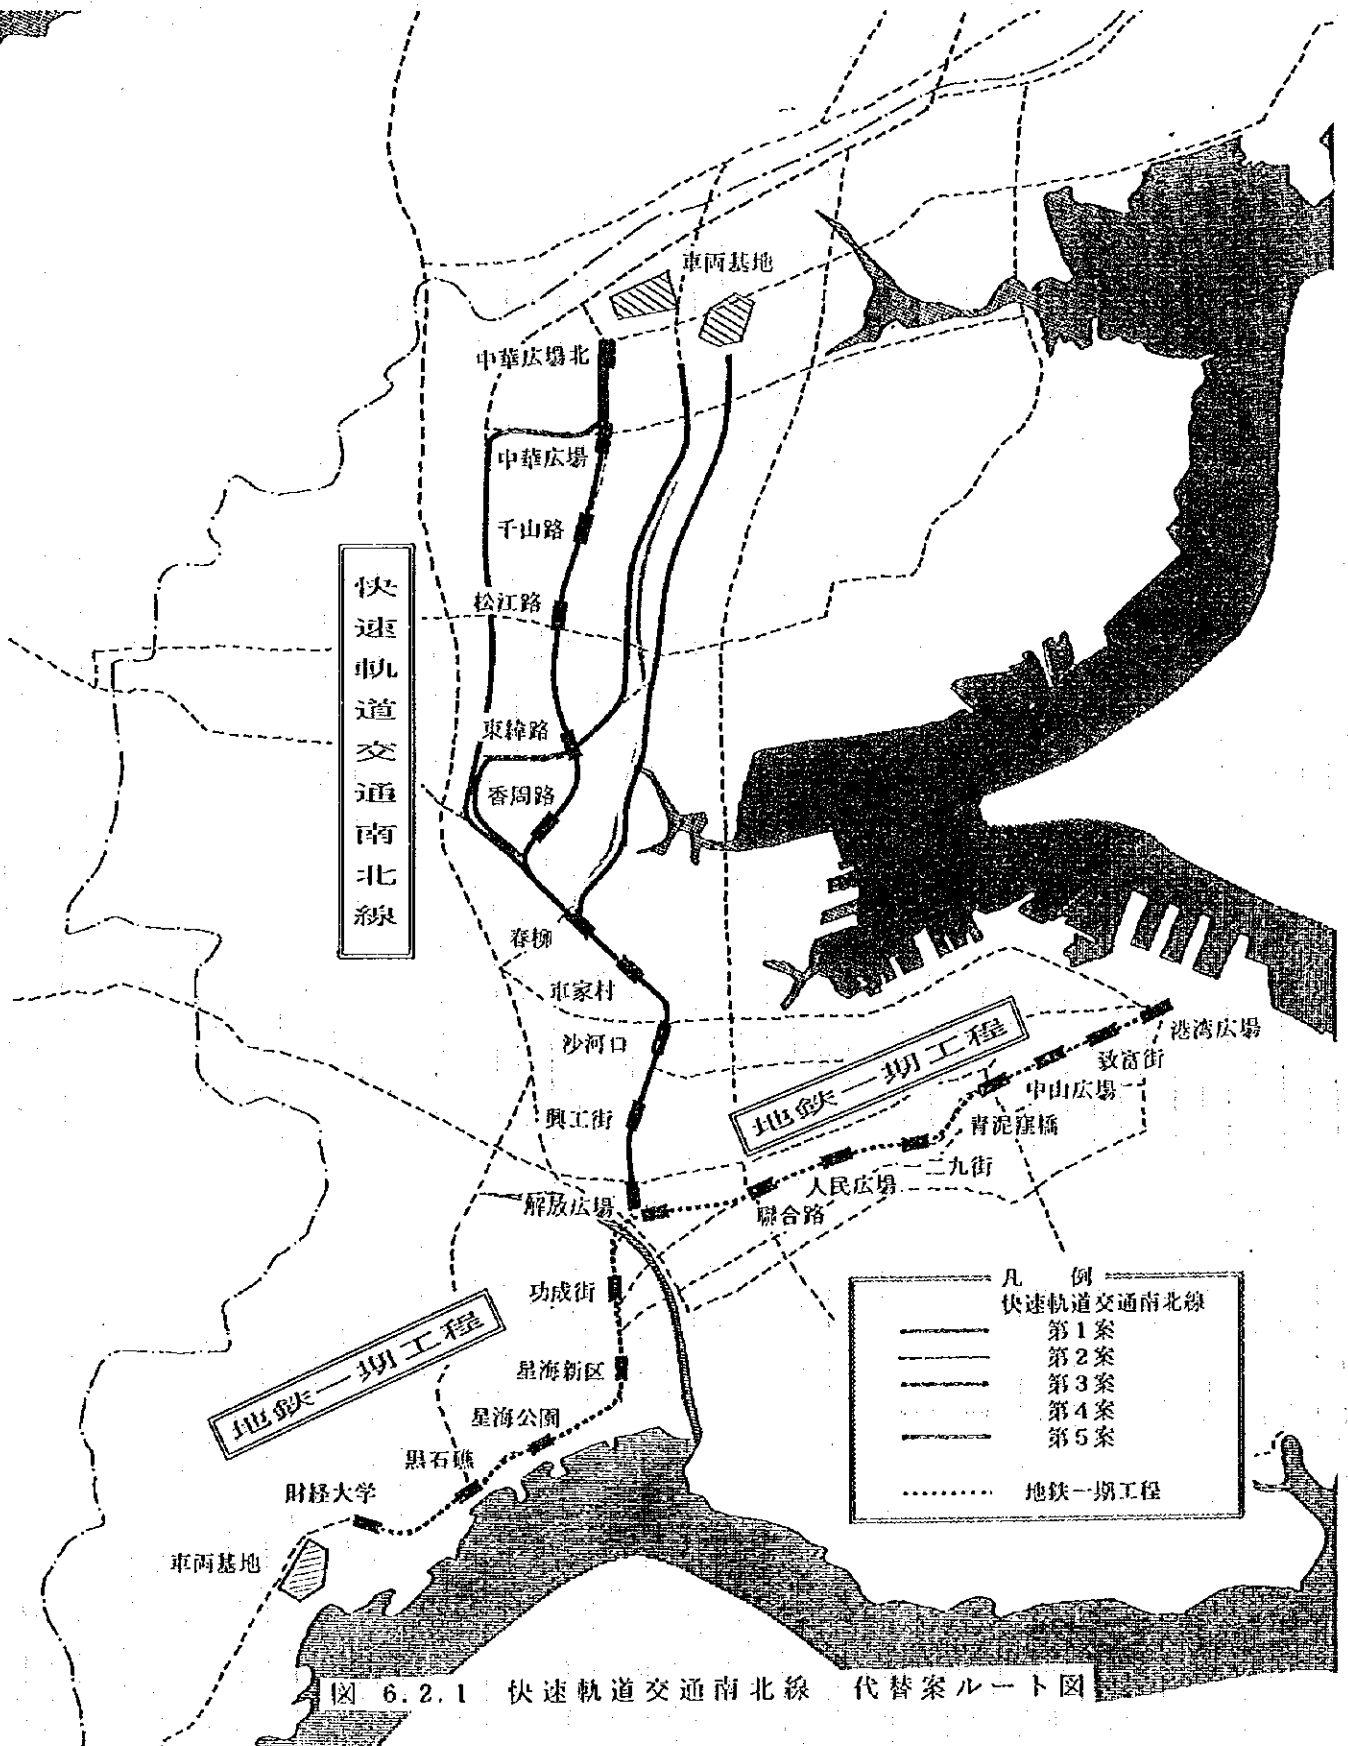 車両基地
中華広場北
中華広場
千山路
松江路
快速軌道交通南北線
東緯路
香周路
春柳
車家村
沙河口
興工街
解放広場
地鉄一期工程
港湾広場
致富街
中山広場
青泥窪橋
一二九街
人民広場
聯合路
功成街
星海新区
星海公園
黒石礁
財経大学
車両基地
地鉄一期工程
凡 例
快速軌道交通南北線
第1案
第2案
第3案
第4案
第5案
地鉄一期工程
図 6.2.1 快速軌道交通南北線 代替案ルート図